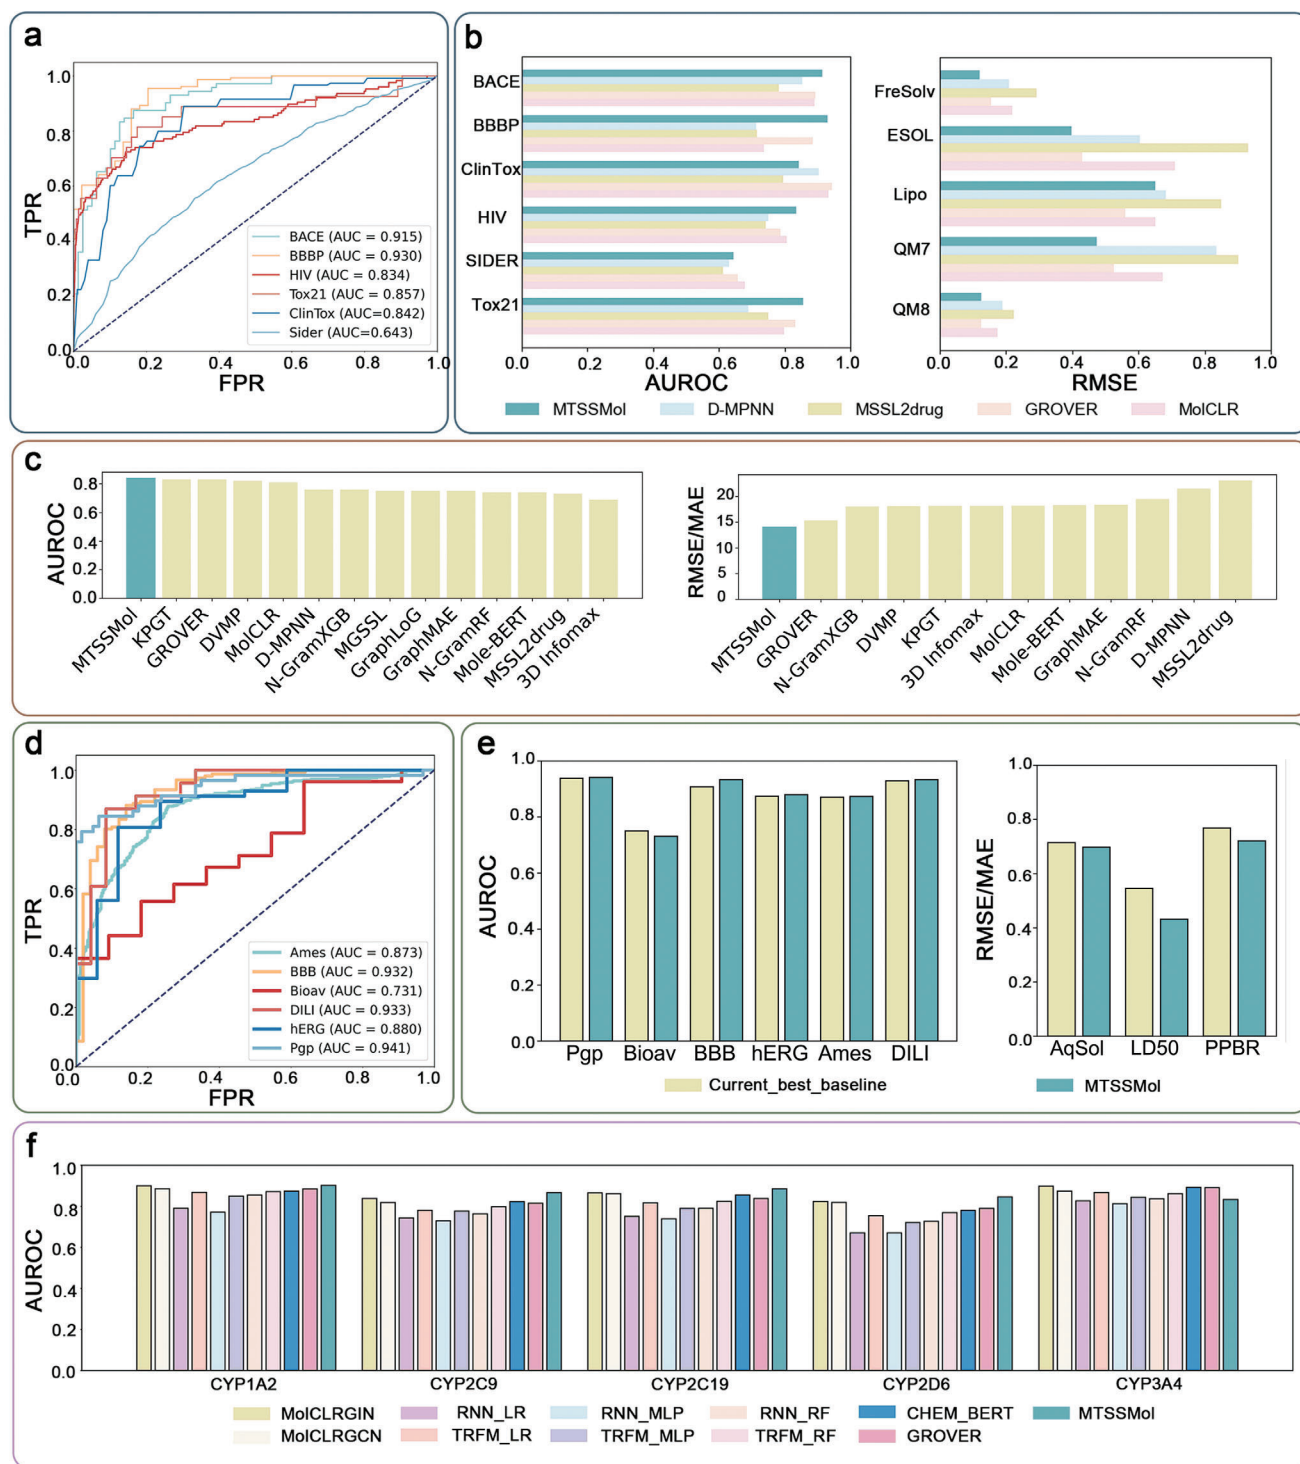 a
1.0
0.8
0.6
0.4
0.2
0.0
TPR
BACE (AUC = 0.915)
BBBP (AUC = 0.930)
HIV (AUC = 0.834)
Tox21 (AUC = 0.857)
ClinTox (AUC=0.842)
Sider (AUC=0.643)
0.0 0.2 0.4 0.6 0.8 1.0
FPR
b
BACE
BBBP
ClinTox
HIV
SIDER
Tox21
0.0 0.2 0.4 0.6 0.8 1.0
AUROC
FreSolv
ESOL
Lipo
QM7
QM8
0.0 0.2 0.4 0.6 0.8 1.0
RMSE
MTSSMol D-MPNN MSSL2drug GROVER MolCLR
c
AUROC
0.8
0.6
0.4
0.2
0.0
MTSSMol
KPGT
GROVER
DVMP
MolCLR
D-MPNN
N-GramXGB
MGSSL
GraphLoG
GraphMAE
N-GramRF
Mole-BERT
MSSL2drug
3D Infomax
RMSE/MAE
20
15
10
5
0
MTSSMol
GROVER
N-GramXGB
DVMP
KPGT
3D Infomax
MolCLR
Mole-BERT
GraphMAE
N-GramRF
D-MPNN
MSSL2drug
d
1.0
0.8
0.6
0.4
0.2
0.0
TPR
Ames (AUC = 0.873)
BBB (AUC = 0.932)
Bioav (AUC = 0.731)
DILI (AUC = 0.933)
hERG (AUC = 0.880)
Pgp (AUC = 0.941)
0.0 0.2 0.4 0.6 0.8 1.0
FPR
e
AUROC
1.0
0.8
0.6
0.4
0.2
0.0
Pgp Bioav BBB hERG Ames DILI
RMSE/MAE
1.0
0.8
0.6
0.4
0.2
0.0
AqSol LD50 PPBR
Current_best_baseline MTSSMol
f
AUROC
1.0
0.8
0.6
0.4
0.2
0.0
CYP1A2 CYP2C9 CYP2C19 CYP2D6 CYP3A4
MolCLRGIN RNN_LR RNN_MLP RNN_RF CHEM_BERT MTSSMol
MolCLRGCN TRFM_LR TRFM_MLP TRFM_RF GROVER